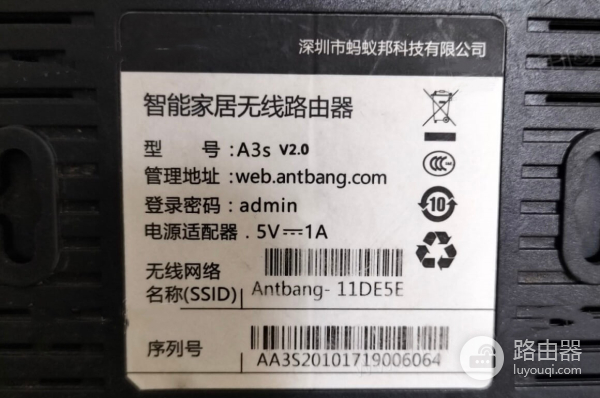 深圳市蚂蚁邦科技有限公司
智能家居无线路由器
型 号:A3s V2.0
管理地址:web.antbang.com
登录密码:admin
电源适配器.5V⎓1A
无线网络
名称(SSID) Antbang- 11DE5E
序列号 AA3S20101719006064
CCC
10
路由器
luyouqi.com